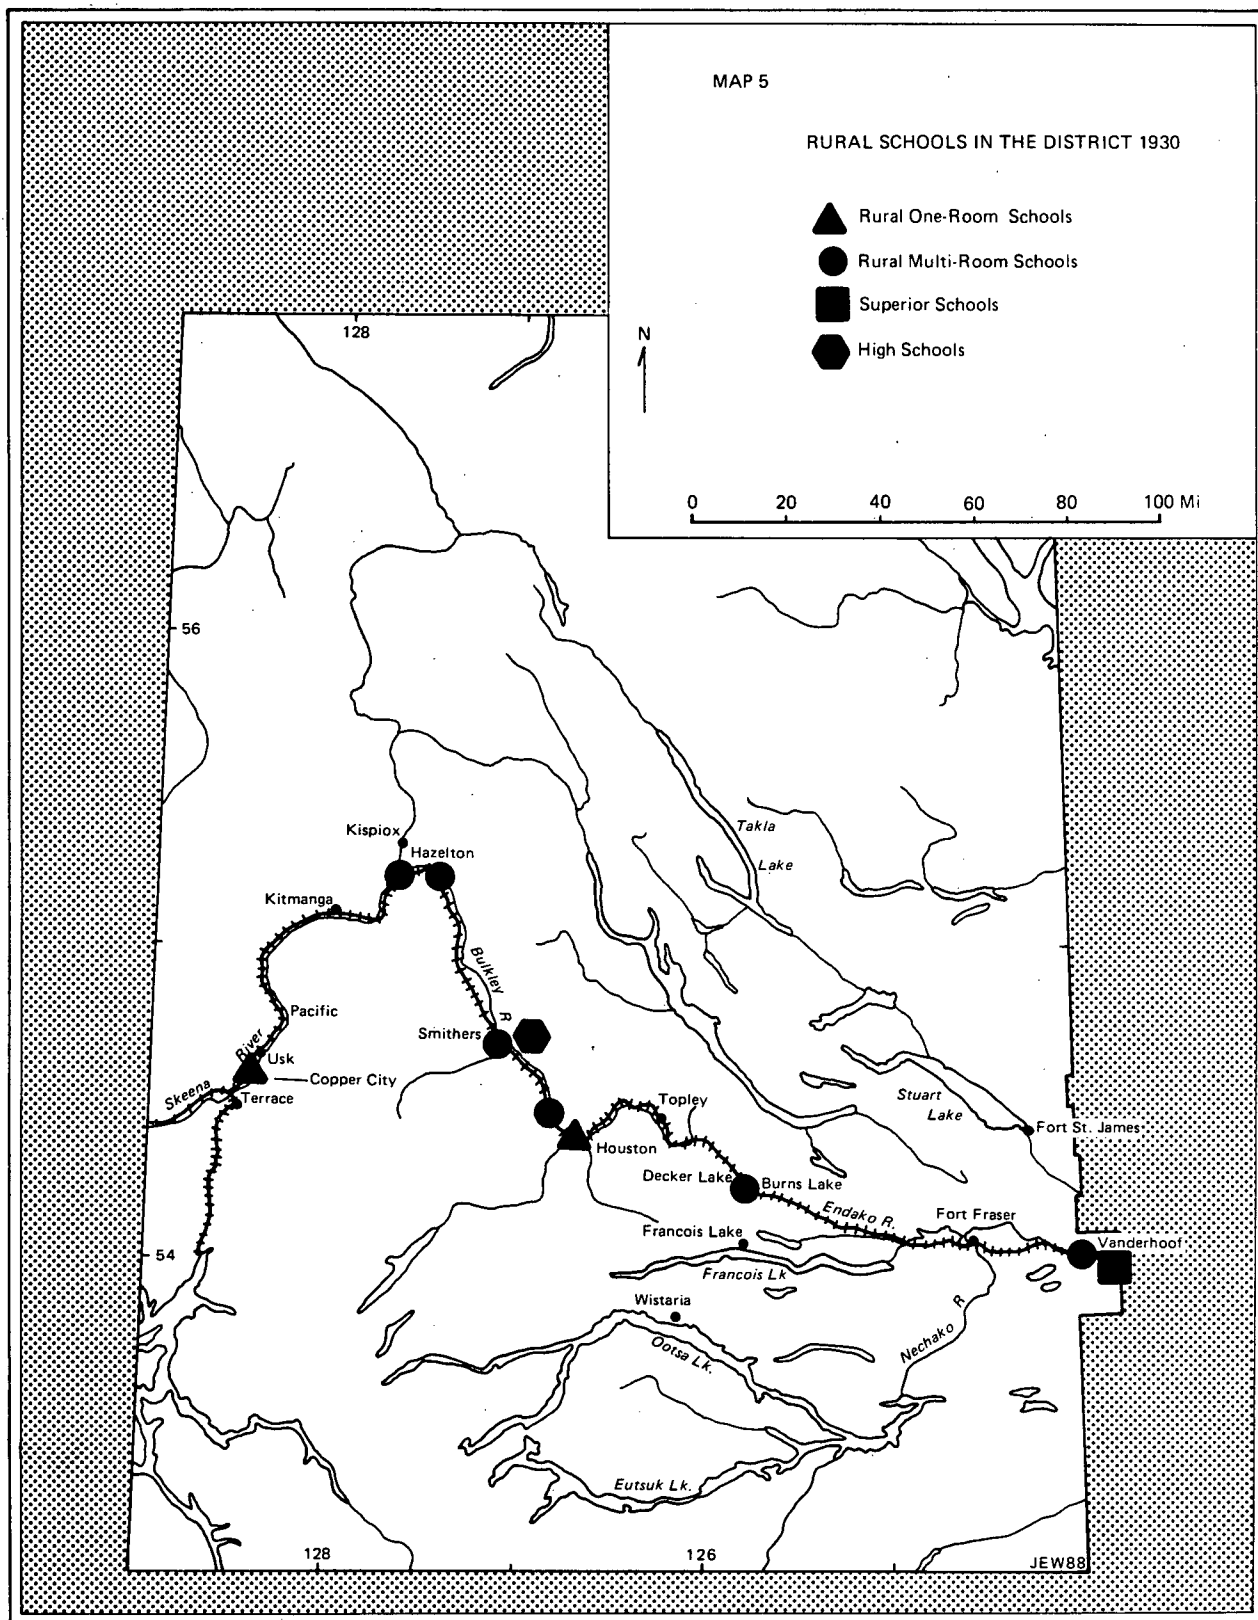 MAP 5
RURAL SCHOOLS IN THE DISTRICT 1930
Rural One-Room Schools
Rural Multi-Room Schools
Superior Schools
High Schools
N
0 20 40 60 80 100 Mi
128
56
Takla
Lake
Kispiox
Hazelton
Kitmanga
Bulkley
R
Pacific
Smithers
River
Usk
Skeena
Copper City
Terrace
Stuart
Lake
Topley
Fort St. James
Houston
Decker Lake
Burns Lake
Endako R.
Fort Fraser
Francois Lake
Vanderhoof
54
Francois Lk
Wistaria
Nechako R
Ootsa Lk.
Eutsuk Lk.
128
126
JEW88